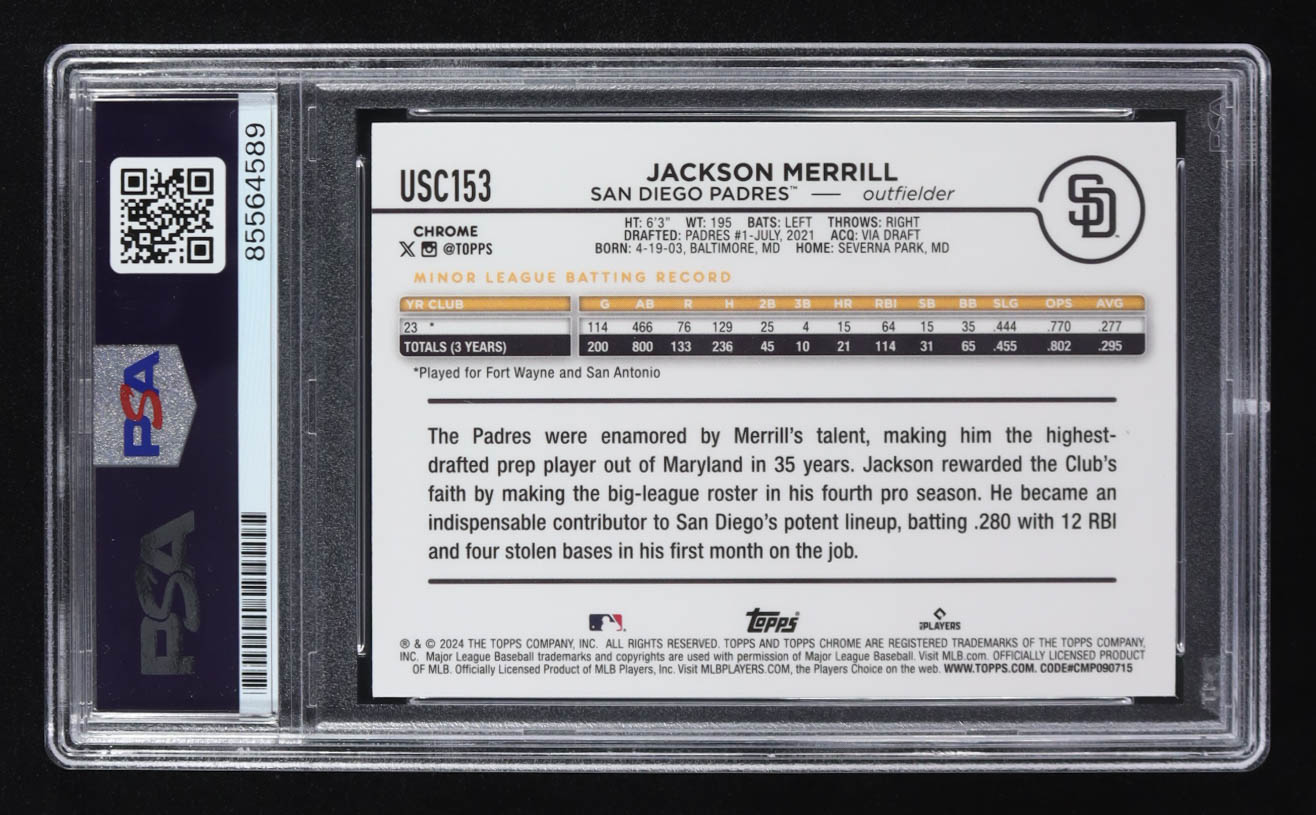 85564589
PSA
PSA
USC153
JACKSON MERRILL
SAN DIEGO PADRES™ — outfielder
SD
CHROME
@TOPPS
HT: 6'3" WT: 195 BATS: LEFT THROWS: RIGHT
DRAFTED: PADRES #1-JULY, 2021 ACQ: VIA DRAFT
BORN: 4-19-03, BALTIMORE, MD HOME: SEVERNA PARK, MD
MINOR LEAGUE BATTING RECORD
YR CLUB G AB R H 2B 3B HR RBI SB BB SLG OPS AVG
23 * 114 466 76 129 25 4 15 64 15 35 .444 .770 .277
TOTALS (3 YEARS) 200 800 133 236 45 10 21 114 31 65 .455 .802 .295
*Played for Fort Wayne and San Antonio
The Padres were enamored by Merrill's talent, making him the highest-
drafted prep player out of Maryland in 35 years. Jackson rewarded the Club's
faith by making the big-league roster in his fourth pro season. He became an
indispensable contributor to San Diego's potent lineup, batting .280 with 12 RBI
and four stolen bases in his first month on the job.
Topps
PLAYERS
® & © 2024 THE TOPPS COMPANY, INC. ALL RIGHTS RESERVED. TOPPS AND TOPPS CHROME ARE REGISTERED TRADEMARKS OF THE TOPPS COMPANY,
INC. Major League Baseball trademarks and copyrights are used with permission of Major League Baseball. Visit MLB.com. OFFICIALLY LICENSED PRODUCT
OF MLB. Officially Licensed Product of MLB Players, Inc. Visit MLBPLAYERS.COM, the Players Choice on the web. WWW.TOPPS.COM. CODE#CMP090715
PSA